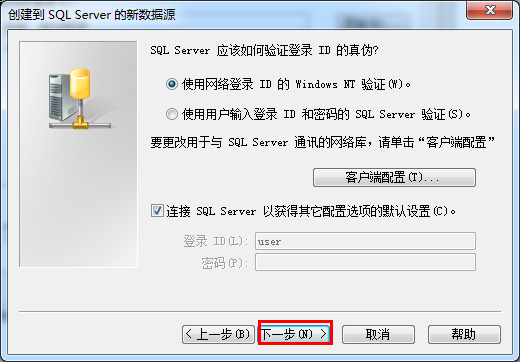 创建到 SQL Server 的新数据源
SQL Server 应该如何验证登录 ID 的真伪?
使用网络登录 ID 的 Windows NT 验证(W)。
使用用户输入登录 ID 和密码的 SQL Server 验证(S)。
要更改用于与 SQL Server 通讯的网络库，请单击“客户端配置”
客户端配置(T)...
连接 SQL Server 以获得其它配置选项的默认设置(C)。
登录 ID(L): user
密码(P):
< 上一步(B) 下一步(N) > 取消 帮助